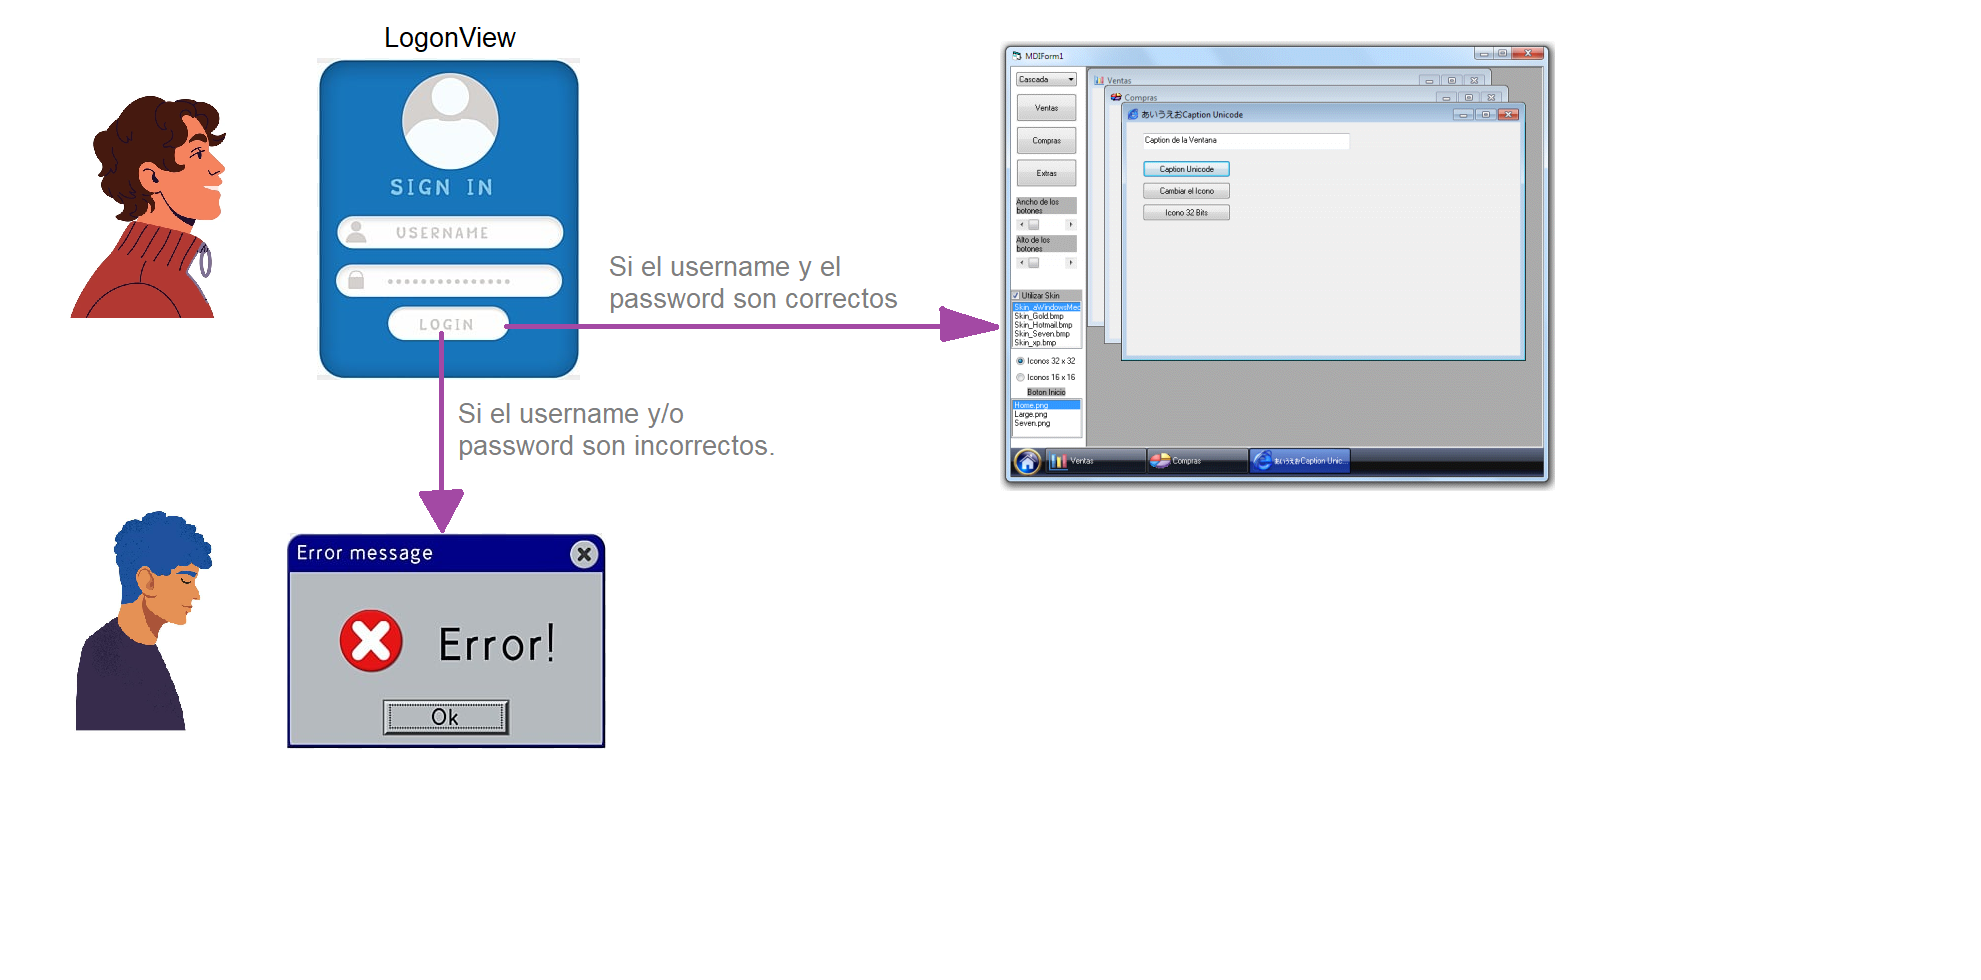 LogonView
SIGN IN
USERNAME
LOGIN
Si el username y el
password son correctos
Si el username y/o
password son incorrectos.
Error message
Error!
Ok
MDIForm1
Cascada
Ventas
Compras
Extras
Ancho de los
botones
Alto de los
botones
Utilizar Skin
Skin_aWindowsMed
Skin_Gold.bmp
Skin_Hotmail.bmp
Skin_Seven.bmp
Skin_xp.bmp
Iconos 32 x 32
Iconos 16 x 16
Boton Inicio
Home.png
Large.png
Seven.png
Ventas
Compras
あいうえおCaption Unicode
Caption de la Ventana
Caption Unicode
Cambiar el Icono
Icono 32 Bits
Ventas
Compras
あいうえおCaption Unic...